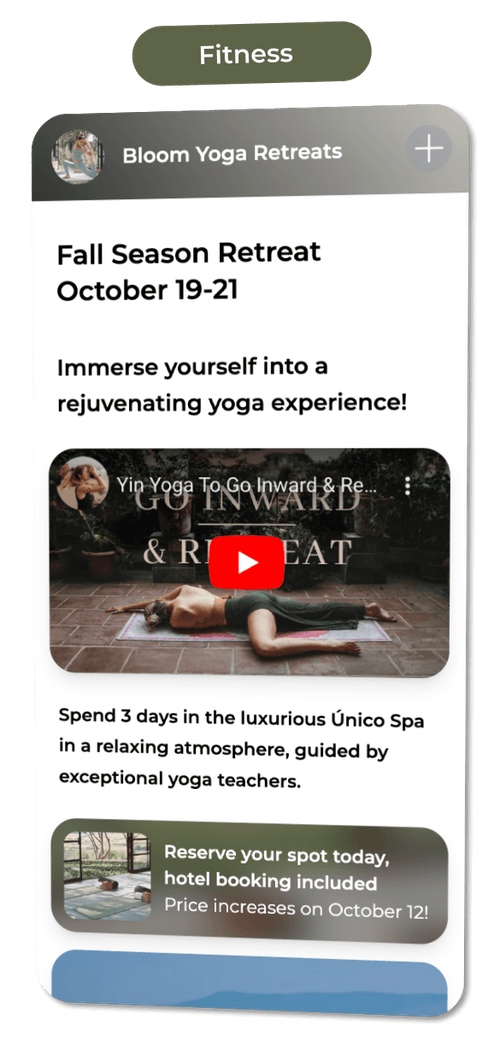 Fitness
Bloom Yoga Retreats
Fall Season Retreat
October 19-21
Immerse yourself into a
rejuvenating yoga experience!
Yin Yoga To Go Inward & Re...
GO INWARD
& RETREAT
Spend 3 days in the luxurious Único Spa
in a relaxing atmosphere, guided by
exceptional yoga teachers.
Reserve your spot today,
hotel booking included
Price increases on October 12!